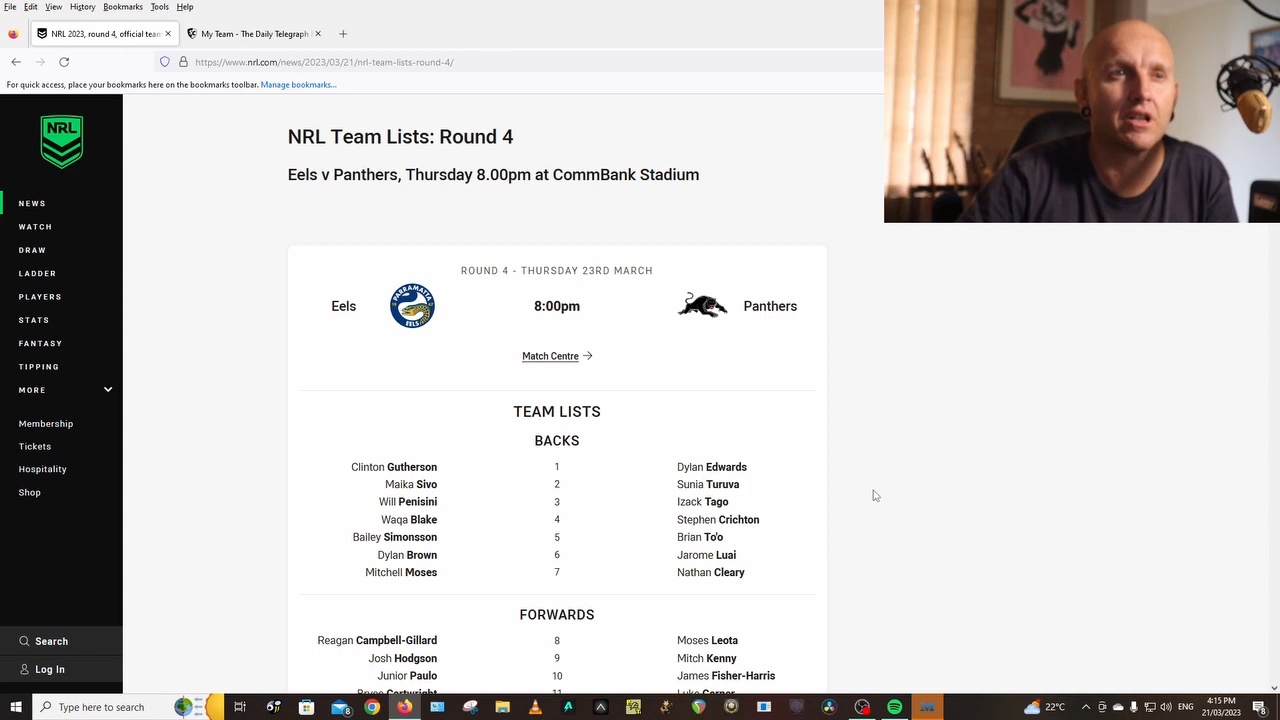 File Edit View History Bookmarks Tools Help
NRL 2023, round 4, official team
My Team - The Daily Telegraph
https://www.nrl.com/news/2023/03/21/nrl-team-lists-round-4/
For quick access, place your bookmarks here on the bookmarks toolbar. Manage bookmarks...
NRL
NEWS
WATCH
DRAW
LADDER
PLAYERS
STATS
FANTASY
TIPPING
MORE
Membership
Tickets
Hospitality
Shop
Search
Log In
NRL Team Lists: Round 4
Eels v Panthers, Thursday 8.00pm at CommBank Stadium
ROUND 4 - THURSDAY 23RD MARCH
Eels PARRAMATTA EELS 8:00pm Panthers
Match Centre
TEAM LISTS
BACKS
Clinton Gutherson 1 Dylan Edwards
Maika Sivo 2 Sunia Turuva
Will Penisini 3 Izack Tago
Waqa Blake 4 Stephen Crichton
Bailey Simonsson 5 Brian To'o
Dylan Brown 6 Jarome Luai
Mitchell Moses 7 Nathan Cleary
FORWARDS
Reagan Campbell-Gillard 8 Moses Leota
Josh Hodgson 9 Mitch Kenny
Junior Paulo 10 James Fisher-Harris
Bryce Cartwright 11 Luke Garner
Type here to search
22°C
4:15 PM
21/03/2023